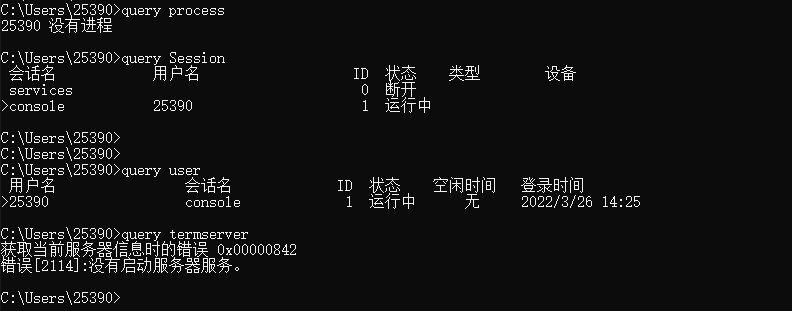 C:\Users\25390>query process
25390 没有进程
C:\Users\25390>query Session
会话名 用户名 ID 状态 类型 设备
services 0 断开
>console 25390 1 运行中
C:\Users\25390>
C:\Users\25390>
C:\Users\25390>query user
用户名 会话名 ID 状态 空闲时间 登录时间
>25390 console 1 运行中 无 2022/3/26 14:25
C:\Users\25390>query termserver
获取当前服务器信息时的错误 0x00000842
错误[2114]:没有启动服务器服务。
C:\Users\25390>